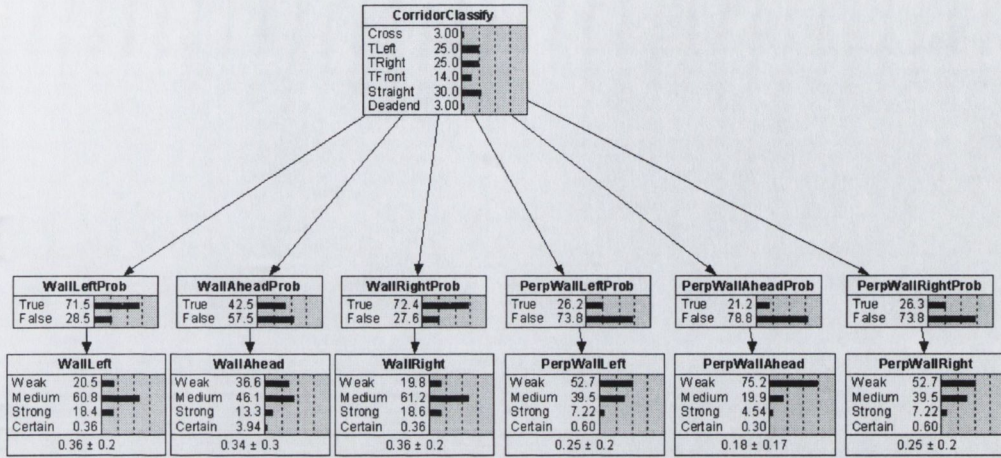 CorridorClassify
Cross 3.00
TLeft 25.0
TRight 25.0
TFront 14.0
Straight 30.0
Deadend 3.00
WallLeftProb
True 71.5
False 28.5
WallAheadProb
True 42.5
False 57.5
WallRightProb
True 72.4
False 27.6
PerpWallLeftProb
True 26.2
False 73.8
PerpWallAheadProb
True 21.2
False 78.8
PerpWallRightProb
True 26.3
False 73.8
WallLeft
Weak 20.5
Medium 60.8
Strong 18.4
Certain 0.36
0.36 ± 0.2
WallAhead
Weak 36.6
Medium 46.1
Strong 13.3
Certain 3.94
0.34 ± 0.3
WallRight
Weak 19.8
Medium 61.2
Strong 18.6
Certain 0.36
0.36 ± 0.2
PerpWallLeft
Weak 52.7
Medium 39.5
Strong 7.22
Certain 0.60
0.25 ± 0.2
PerpWallAhead
Weak 75.2
Medium 19.9
Strong 4.54
Certain 0.30
0.18 ± 0.17
PerpWallRight
Weak 52.7
Medium 39.5
Strong 7.22
Certain 0.60
0.25 ± 0.2